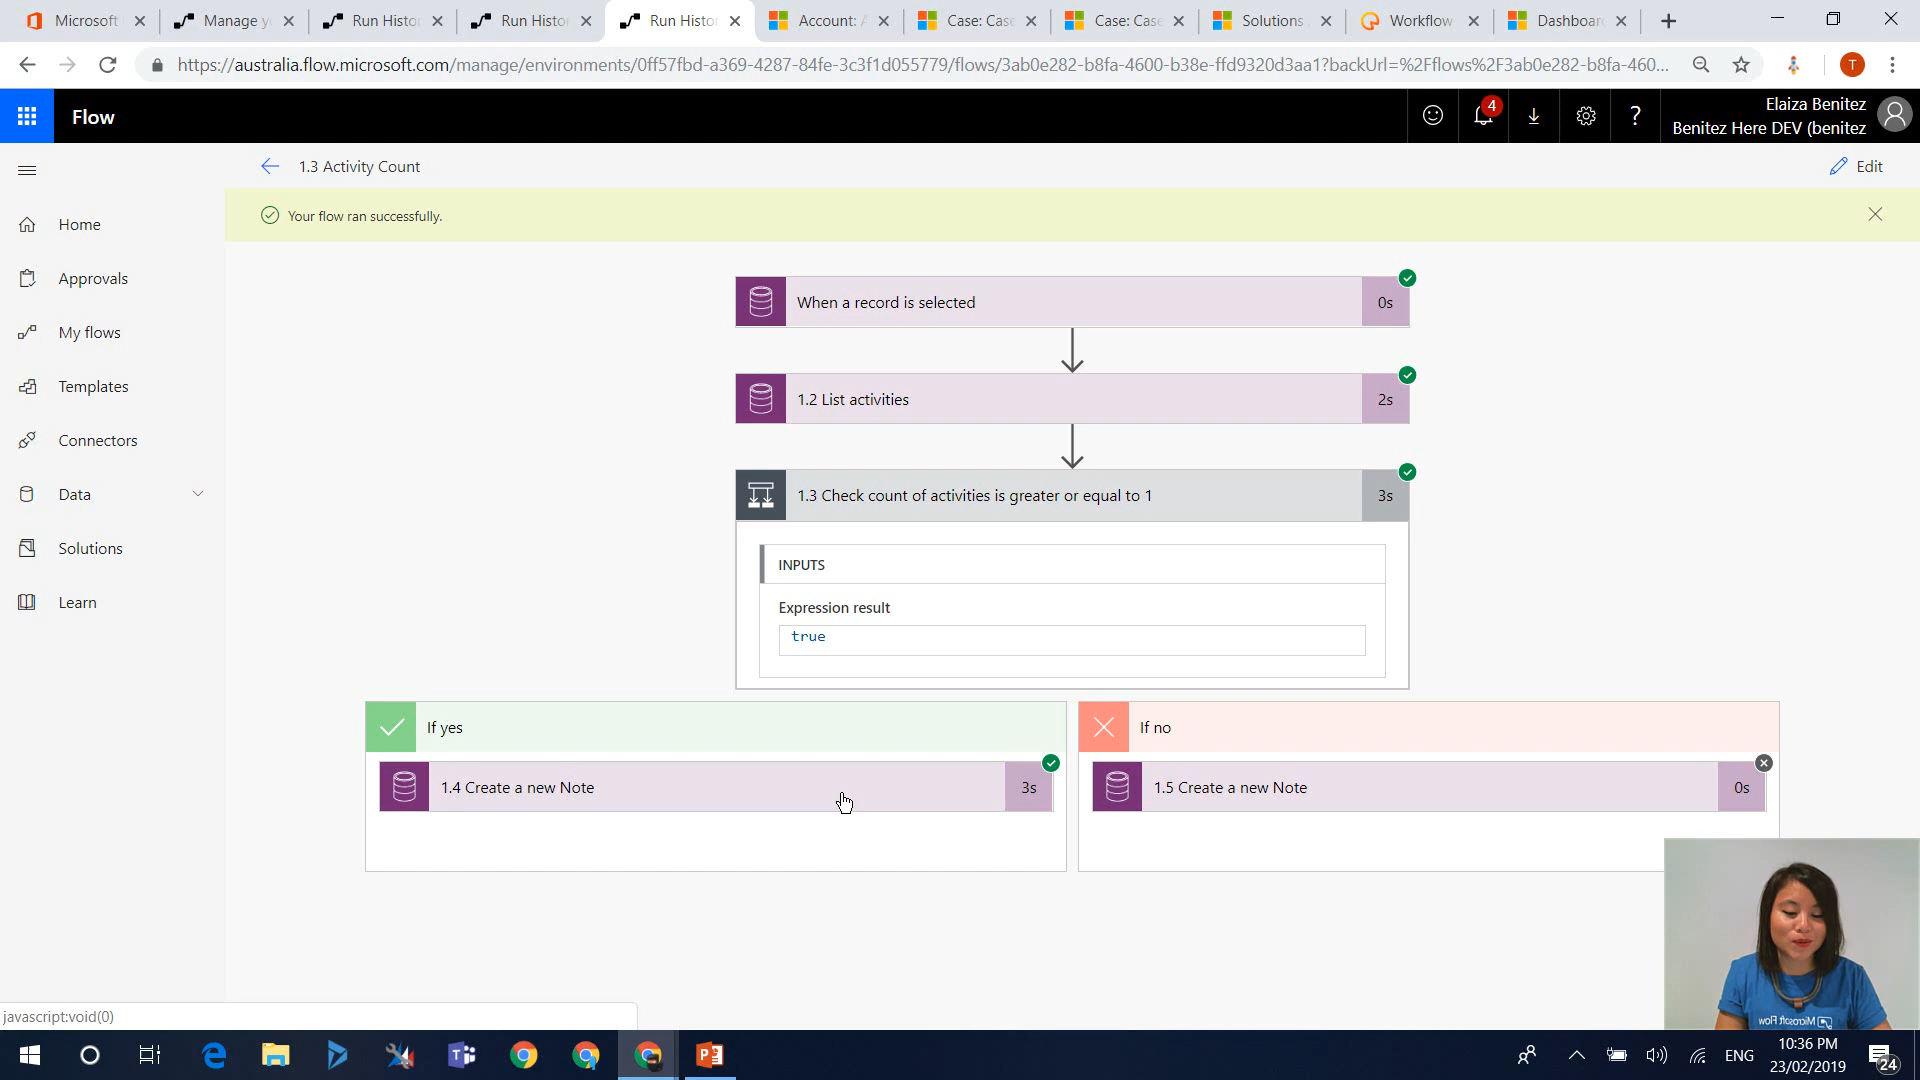 Microsoft
Manage y
Run Histor
Run Histor
Run Histor
Account: A
Case: Case
Case: Case
Solutions
Workflow
Dashboar
https://australia.flow.microsoft.com/manage/environments/0ff57fbd-a369-4287-84fe-3c3f1d055779/flows/3ab0e282-b8fa-4600-b38e-ffd9320d3aa1?backUrl=%2Fflows%2F3ab0e282-b8fa-460...
T
Flow
4
?
Elaiza Benitez
Benitez Here DEV (benitez
1.3 Activity Count
Edit
Your flow ran successfully.
Home
Approvals
My flows
Templates
Connectors
Data
Solutions
Learn
When a record is selected
0s
1.2 List activities
2s
1.3 Check count of activities is greater or equal to 1
3s
INPUTS
Expression result
true
If yes
1.4 Create a new Note
3s
If no
1.5 Create a new Note
0s
Microsoft Flow
javascript:void(0)
ENG
10:36 PM
23/02/2019
24